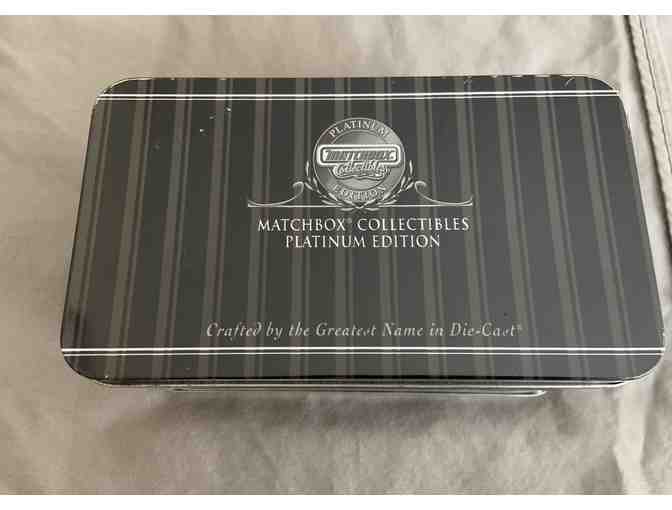 PLATINUM
MATCHBOX
Collectibles
EDITION
MATCHBOX® COLLECTIBLES
PLATINUM EDITION
Crafted by the Greatest Name in Die-Cast®